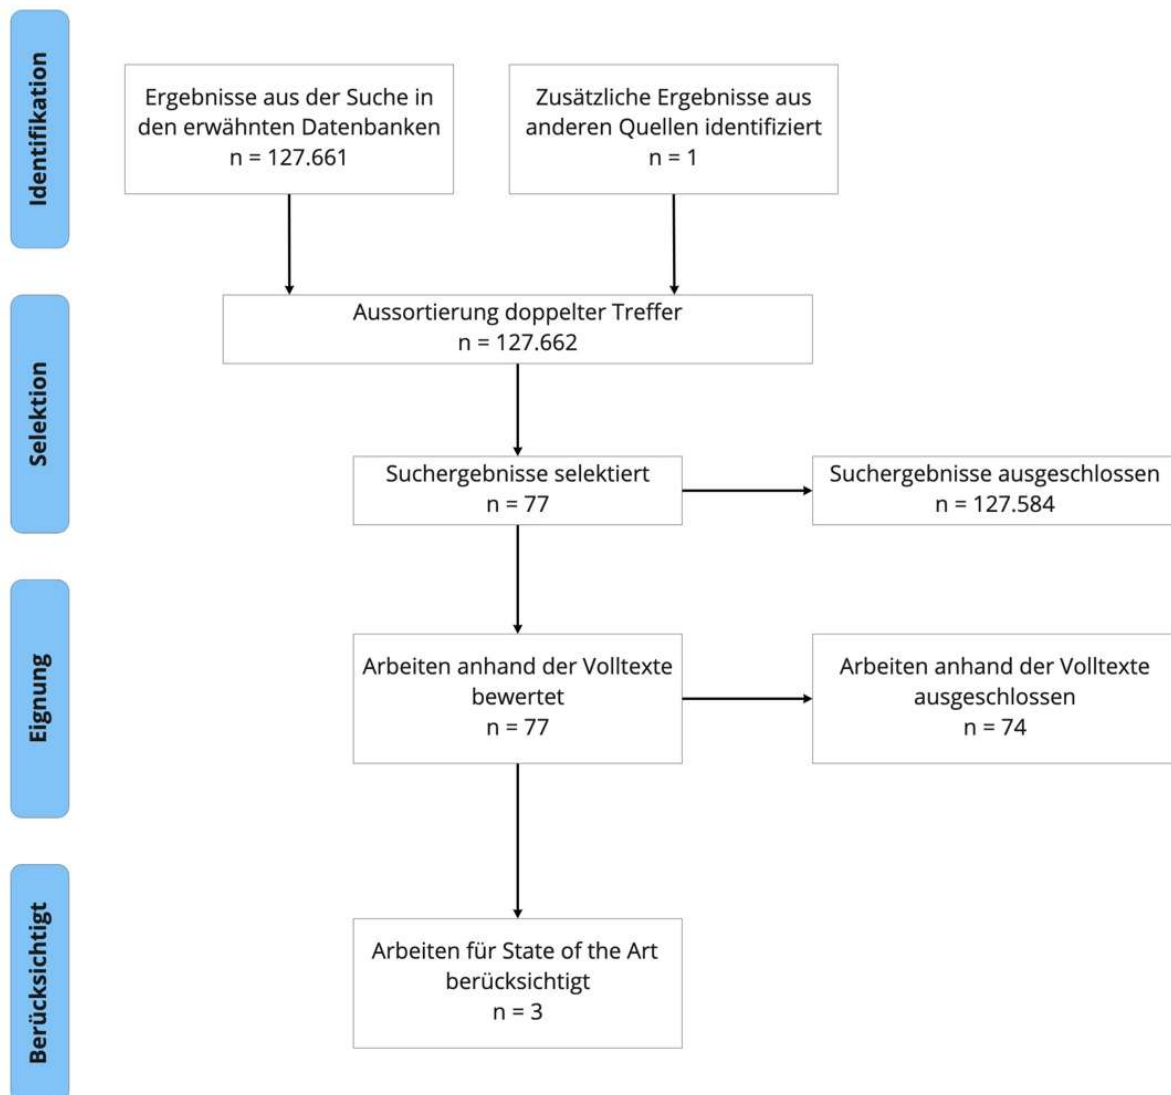 Identifikation
Ergebnisse aus der Suche in
den erwähnten Datenbanken
n = 127.661
Zusätzliche Ergebnisse aus
anderen Quellen identifiziert
n = 1
Selektion
Aussortierung doppelter Treffer
n = 127.662
Suchergebnisse selektiert
n = 77
Suchergebnisse ausgeschlossen
n = 127.584
Eignung
Arbeiten anhand der Volltexte
bewertet
n = 77
Arbeiten anhand der Volltexte
ausgeschlossen
n = 74
Berücksichtigt
Arbeiten für State of the Art
berücksichtigt
n = 3